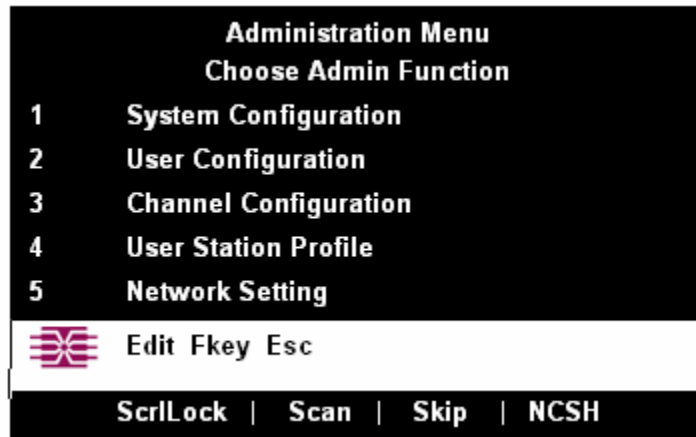 Administration Menu
Choose Admin Function
1 System Configuration
2 User Configuration
3 Channel Configuration
4 User Station Profile
5 Network Setting
Edit Fkey Esc
ScrlLock | Scan | Skip | NCSH